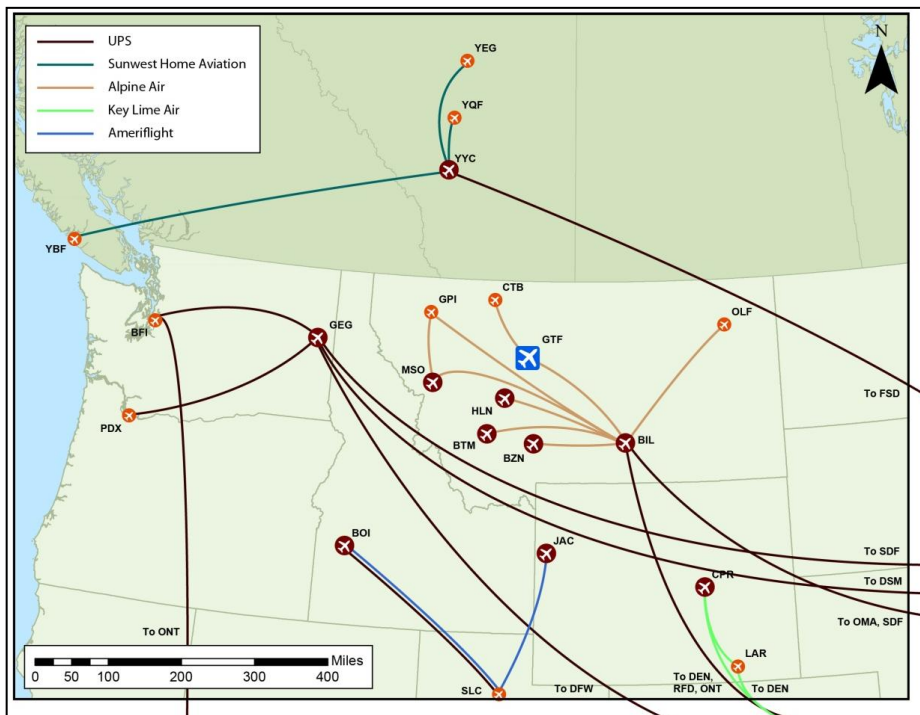 UPS
Sunwest Home Aviation
Alpine Air
Key Lime Air
Ameriflight
N
YEG
YQF
YYC
YBF
CTB
GPI
OLF
BFI
GEG
GTF
MSO
To FSD
HLN
PDX
BTM
BIL
BZN
BOI
JAC
To SDF
CPR
To DSM
To OMA, SDF
To ONT
LAR
Miles
0 50 100 200 300 400
SLC
To DFW
To DEN,
RFD, ONT
To DEN